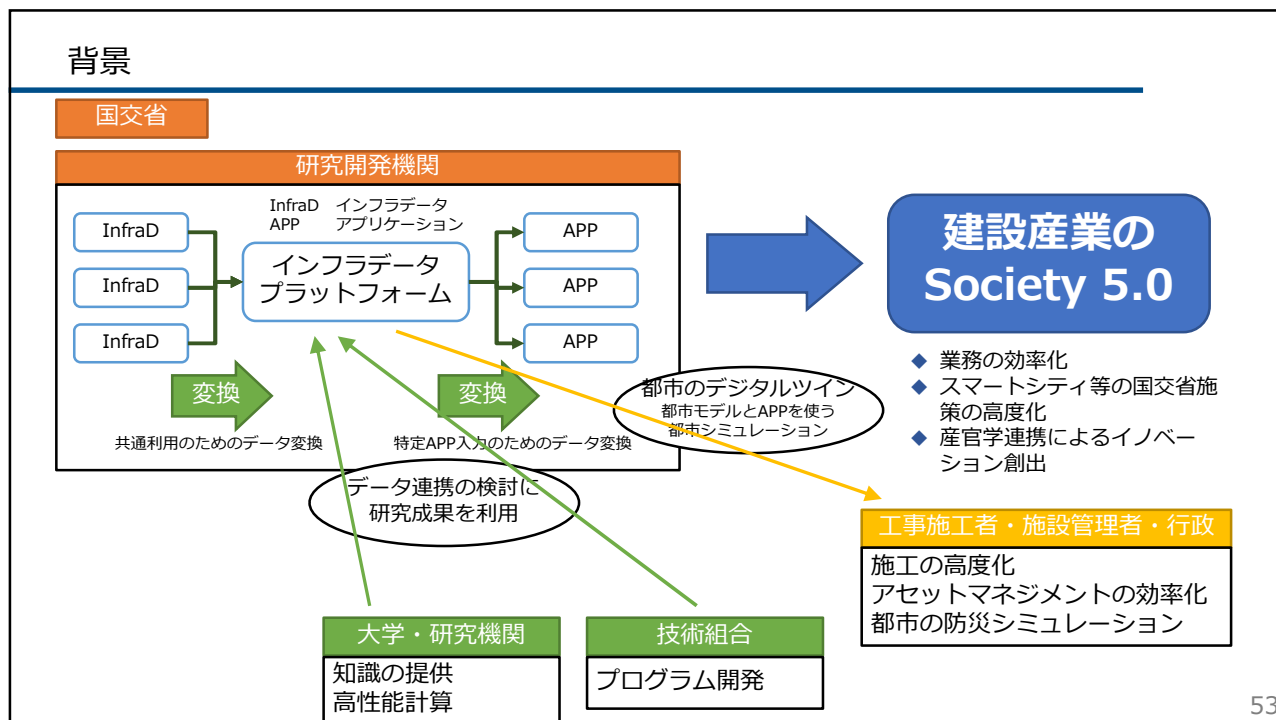 背景
国交省
研究開発機関
InfraD インフラデータ
APP アプリケーション
InfraD
InfraD
InfraD
インフラデータ
プラットフォーム
APP
APP
APP
変換
共通利用のためのデータ変換
変換
特定APP入力のためのデータ変換
建設産業の
Society 5.0
◆ 業務の効率化
◆ スマートシティ等の国交省施
策の高度化
◆ 産官学連携によるイノベー
ション創出
都市のデジタルツイン
都市モデルとAPPを使う
都市シミュレーション
データ連携の検討に
研究成果を利用
工事施工者・施設管理者・行政
施工の高度化
アセットマネジメントの効率化
都市の防災シミュレーション
大学・研究機関
知識の提供
高性能計算
技術組合
プログラム開発
53